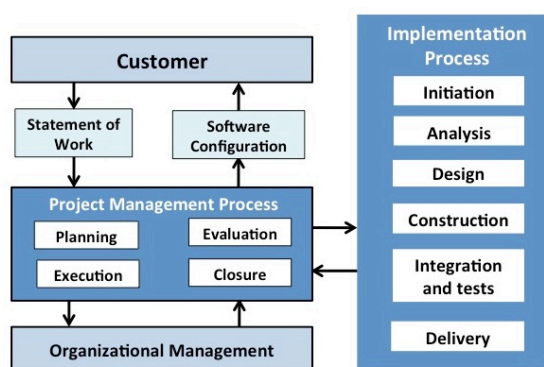 Customer
Statement of
Work
Software
Configuration
Project Management Process
Planning
Evaluation
Execution
Closure
Organizational Management
Implementation
Process
Initiation
Analysis
Design
Construction
Integration
and tests
Delivery